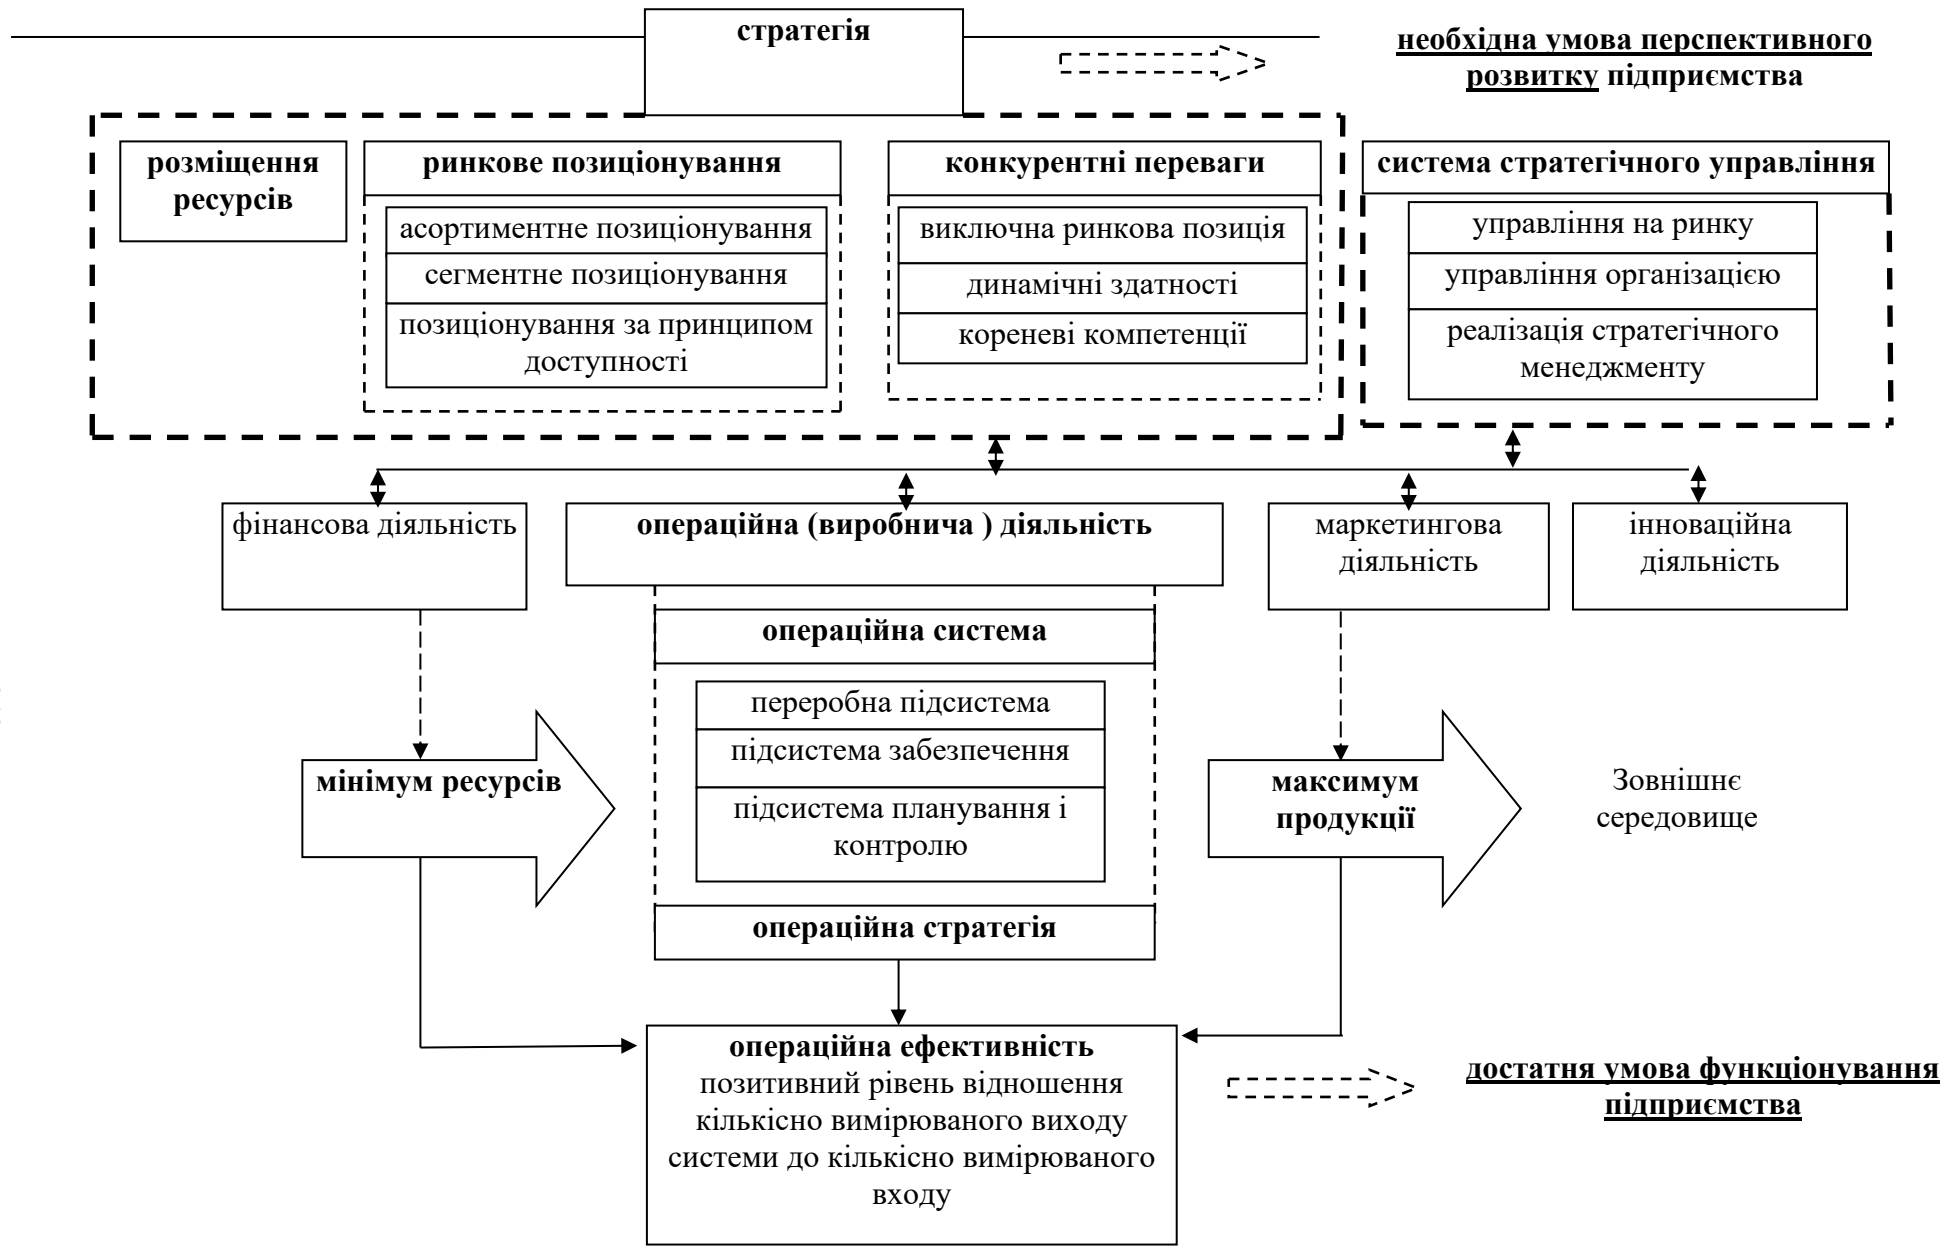 стратегія
необхідна умова перспективного
розвитку підприємства
розміщення
ресурсів
ринкове позиціонування
асортиментне позиціонування
сегментне позиціонування
позиціонування за принципом
доступності
конкурентні переваги
виключна ринкова позиція
динамічні здатності
кореневі компетенції
система стратегічного управління
управління на ринку
управління організацією
реалізація стратегічного
менеджменту
фінансова діяльність
операційна (виробнича ) діяльність
маркетингова
діяльність
інноваційна
діяльність
операційна система
переробна підсистема
підсистема забезпечення
підсистема планування і
контролю
операційна стратегія
мінімум ресурсів
максимум
продукції
Зовнішнє
середовище
операційна ефективність
позитивний рівень відношення
кількісно вимірюваного виходу
системи до кількісно вимірюваного
входу
достатня умова функціонування
підприємства